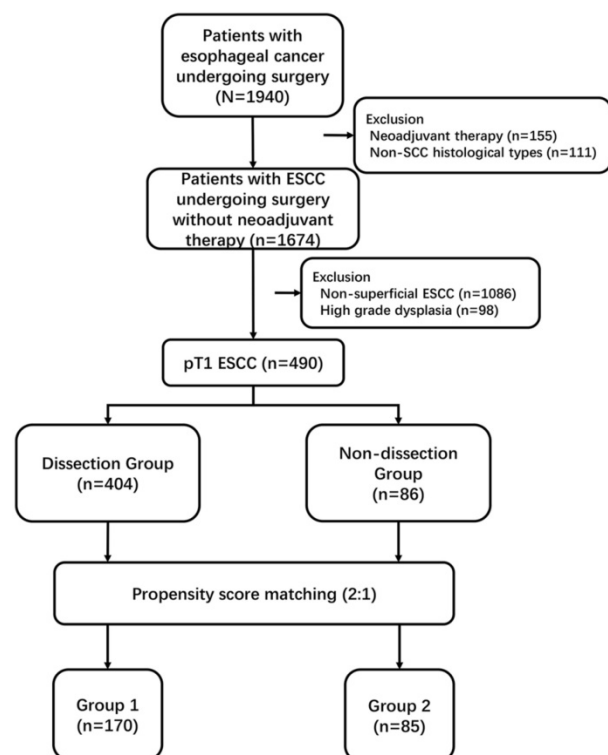 Patients with
esophageal cancer
undergoing surgery
(N=1940)
Exclusion
Neoadjuvant therapy (n=155)
Non-SCC histological types (n=111)
Patients with ESCC
undergoing surgery
without neoadjuvant
therapy (n=1674)
Exclusion
Non-superficial ESCC (n=1086)
High grade dysplasia (n=98)
pT1 ESCC (n=490)
Dissection Group
(n=404)
Non-dissection
Group
(n=86)
Propensity score matching (2:1)
Group 1
(n=170)
Group 2
(n=85)